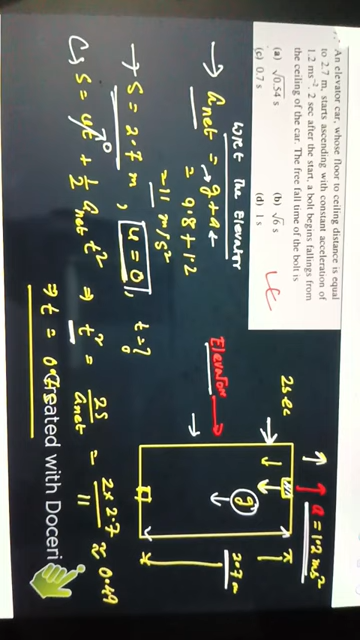 An elevator car, whose floor to ceiling distance is equal
to 2.7 m, starts ascending with constant acceleration of
1.2 ms⁻². 2 sec after the start, a bolt begins fallings from
the ceiling of the car. The free fall time of the bolt is
(a) √0.54 s (b) √6 s
(c) 0.7 s (d) 1 s
wrt the elevator
→ a_net = g + a
= 9.8 + 1.2
= 11 m/s²
→ S = 2.7 m, u = 0, t = ?
S = ut + ½ a_net t² ⇒ t² = 2S / a_net = 2 × 2.7 / 11 ≈ 0.49
0
⇒ t =
2 sec
a = 1.2 ms²
g
2.7 m
Elevator
Created with Doceri